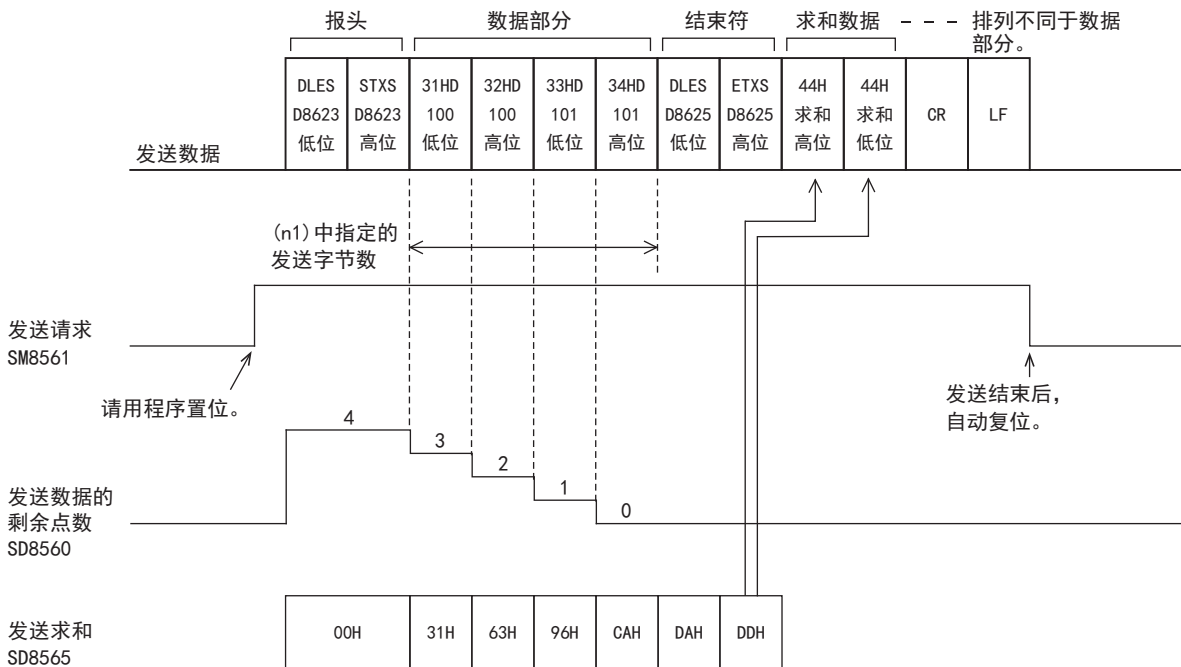 报头 数据部分 结束符 求和数据 - - - 排列不同于数据
部分。
DLES STXS 31HD 32HD 33HD 34HD DLES ETXS 44H 44H
D8623 D8623 100 100 101 101 D8625 D8625 求和 求和 CR LF
低位 高位 低位 高位 低位 高位 低位 高位 高位 低位
发送数据
(n1)中指定的
发送字节数
发送请求
SM8561
请用程序置位。
发送结束后，
自动复位。
4
3
2
1
0
发送数据的
剩余点数
SD8560
发送求和
SD8565
00H 31H 63H 96H CAH DAH DDH